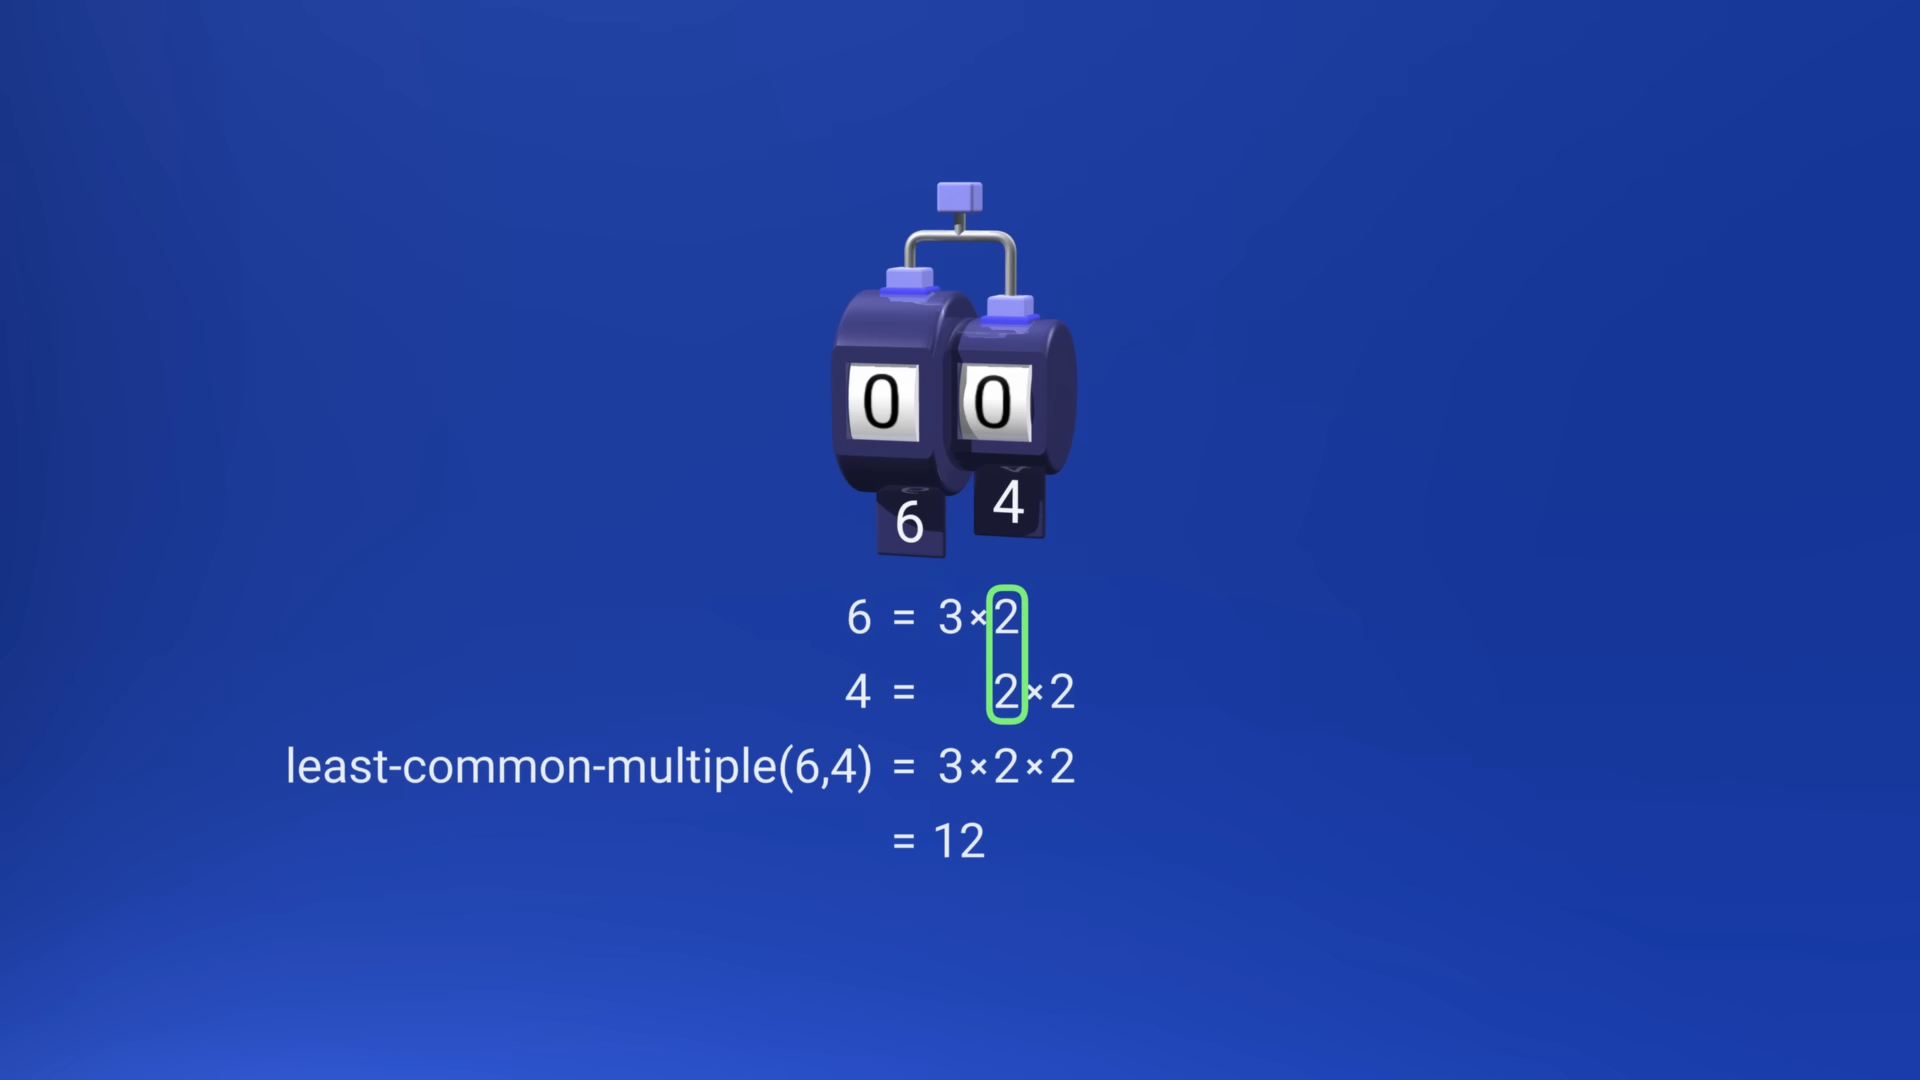 0 0
6 4
6 = 3×2
4 = 2×2
least-common-multiple(6,4) = 3×2×2
= 12